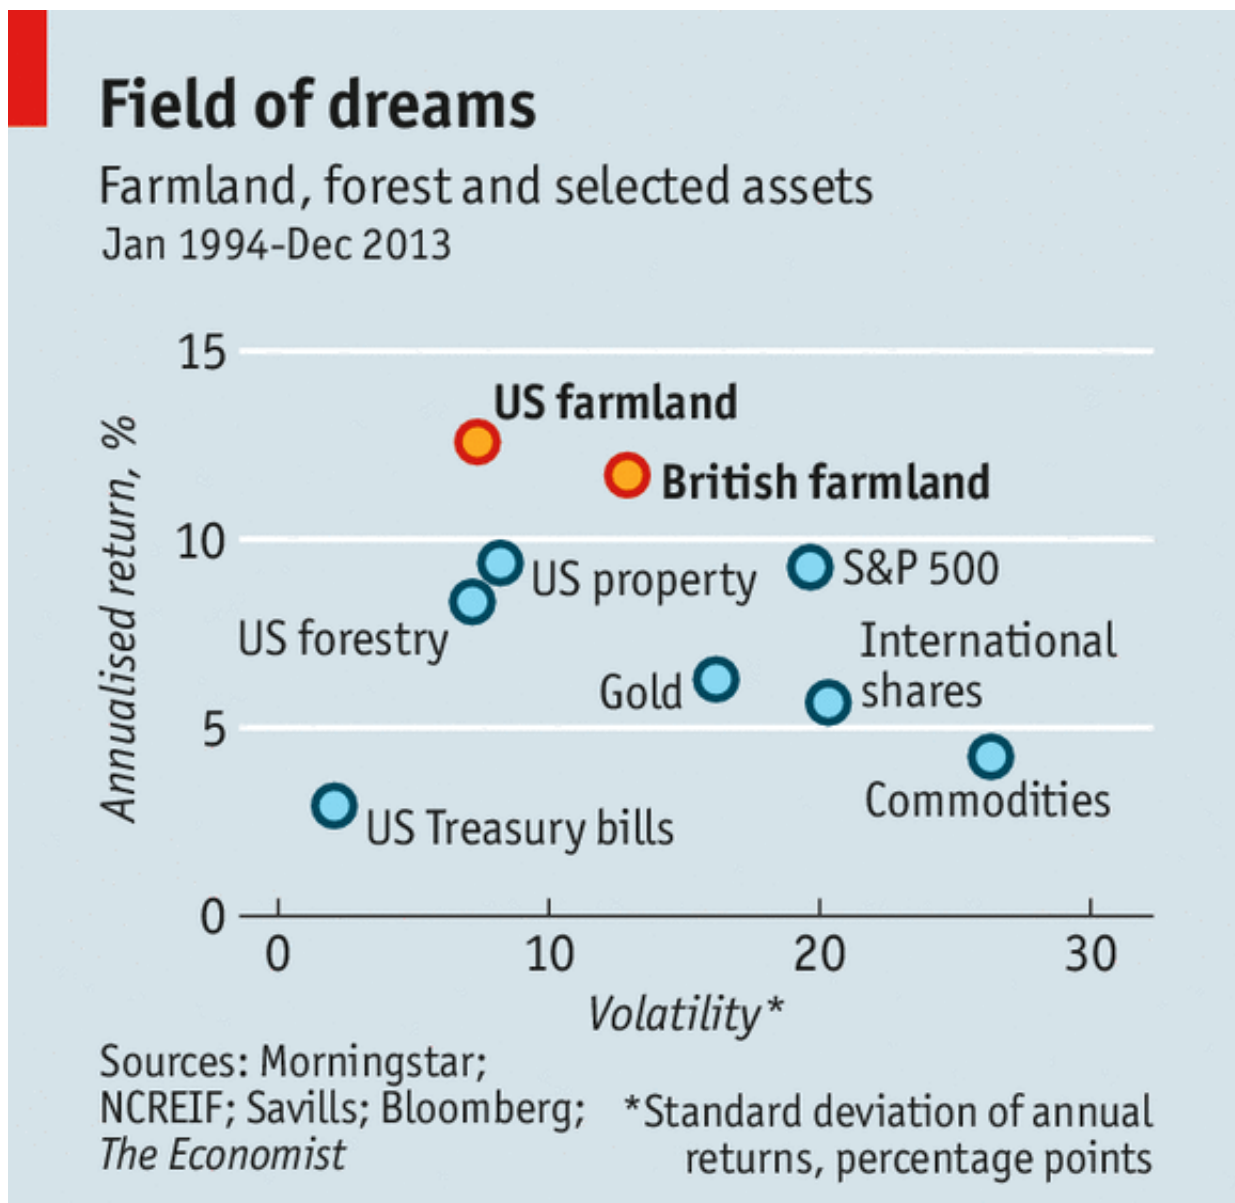 Field of dreams
Farmland, forest and selected assets
Jan 1994-Dec 2013
Annualised return, %
15
10
5
0
US farmland
British farmland
US property
S&P 500
US forestry
International
shares
Gold
Commodities
US Treasury bills
0 10 20 30
Volatility*
Sources: Morningstar;
NCREIF; Savills; Bloomberg;
The Economist
*Standard deviation of annual
returns, percentage points